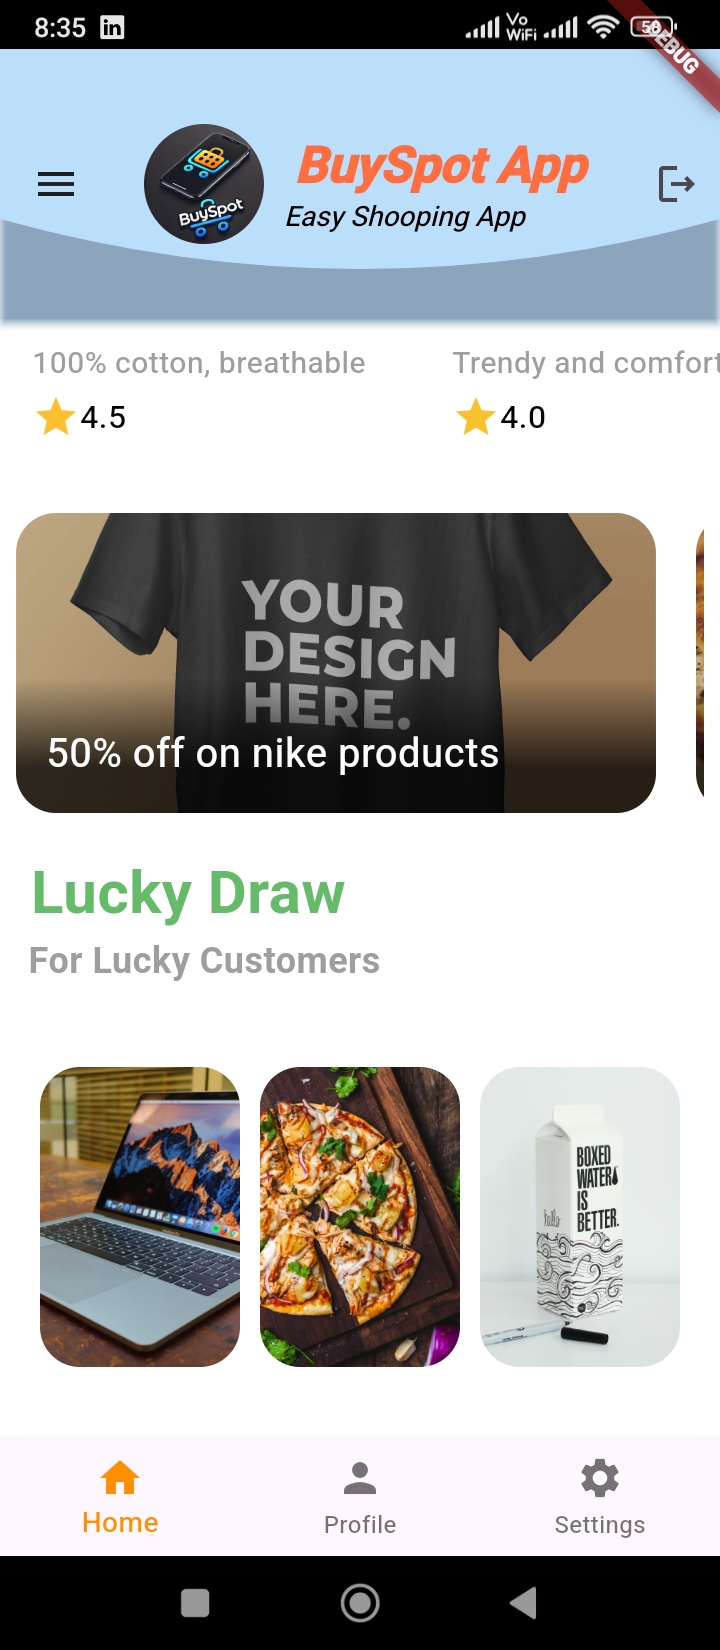 8:35
Vo
WiFi
58
DEBUG
BuySpot
BuySpot App
Easy Shooping App
100% cotton, breathable
Trendy and comfort
4.5
4.0
YOUR
DESIGN
HERE.
50% off on nike products
Lucky Draw
For Lucky Customers
BOXED
WATER
IS
BETTER.
hello
Home
Profile
Settings